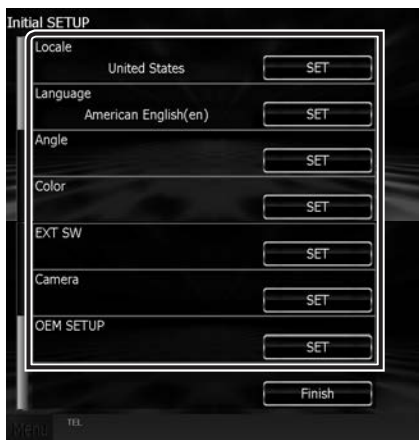 Initial SETUP
Locale
United States SET
Language
American English(en) SET
Angle
SET
Color
SET
EXT SW
SET
Camera
SET
OEM SETUP
SET
Finish
Menu TEL